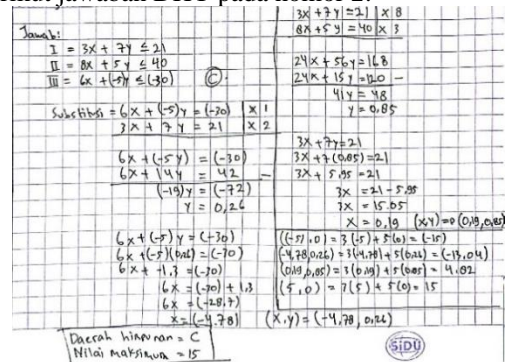 Jawab:
I = 3x + 7y ≤ 21
II = 8x + 5y ≤ 40
III = 6x + (-5)y ≤ (-30)
C
Substitusi = 6x + (-5)y = (-30) | x 1
3x + 7y = 21 | x 2
6x + (-5y) = (-30)
6x + 14y = 42 -
(-19)y = (-72)
y = 0,26
6x + (-5)y = (-30)
6x + (-5)(0,26) = (-30)
6x + -1,3 = (-30)
6x = (-30) + 1,3
6x = (-28,7)
x = (-4,78)
Daerah himpunan = C
Nilai maksimum = 15
3x + 7y = 21 | x 8
8x + 5y = 40 | x 3
24x + 56y = 168
24x + 15y = 120 -
41y = 48
y = 0,85
3x + 7y = 21
3x + 7(0,85) = 21
3x + 5,95 = 21
3x = 21 - 5,95
3x = 15.05
x = 0,19 (x,y) = (0,19,0,85)
((-5),0) = 3(-5) + 5(0) = (-15)
(-4,78,0,26) = 3(-4,78) + 5(0,26) = (-13,04)
(0,19,0,85) = 3(0,19) + 5(0,85) = 4.82
(5,0) = 3(5) + 5(0) = 15
(x,y) = (-4,78, 0,26)
SIDU